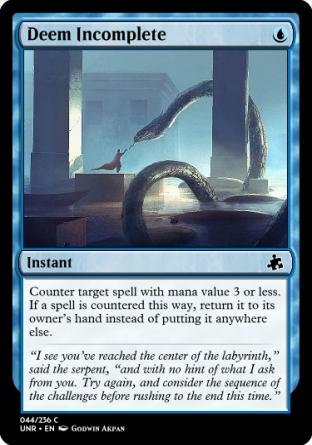 Deem Incomplete
Instant
Counter target spell with mana value 3 or less.
If a spell is countered this way, return it to its
owner's hand instead of putting it anywhere
else.
“I see you've reached the center of the labyrinth,”
said the serpent, “and with no hint of what I ask
from you. Try again, and consider the sequence of
the challenges before rushing to the end this time.”
044/236 C
UNR • EN Godwin Akpan